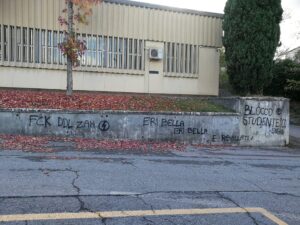 FCK DDL ZAN
ERI BELLA
ERI BELLA
E
BLOCCO
STUDENTESCO